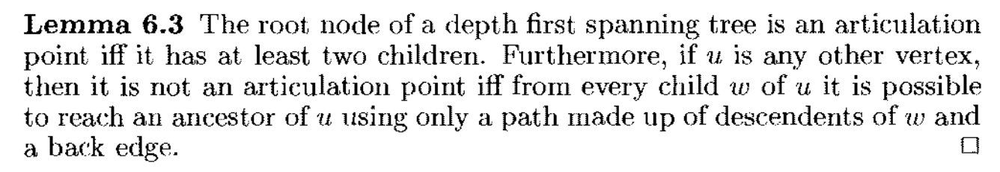 Lemma 6.3 The root node of a depth first spanning tree is an articulation
point iff it has at least two children. Furthermore, if u is any other vertex,
then it is not an articulation point iff from every child w of u it is possible
to reach an ancestor of u using only a path made up of descendents of w and
a back edge. □